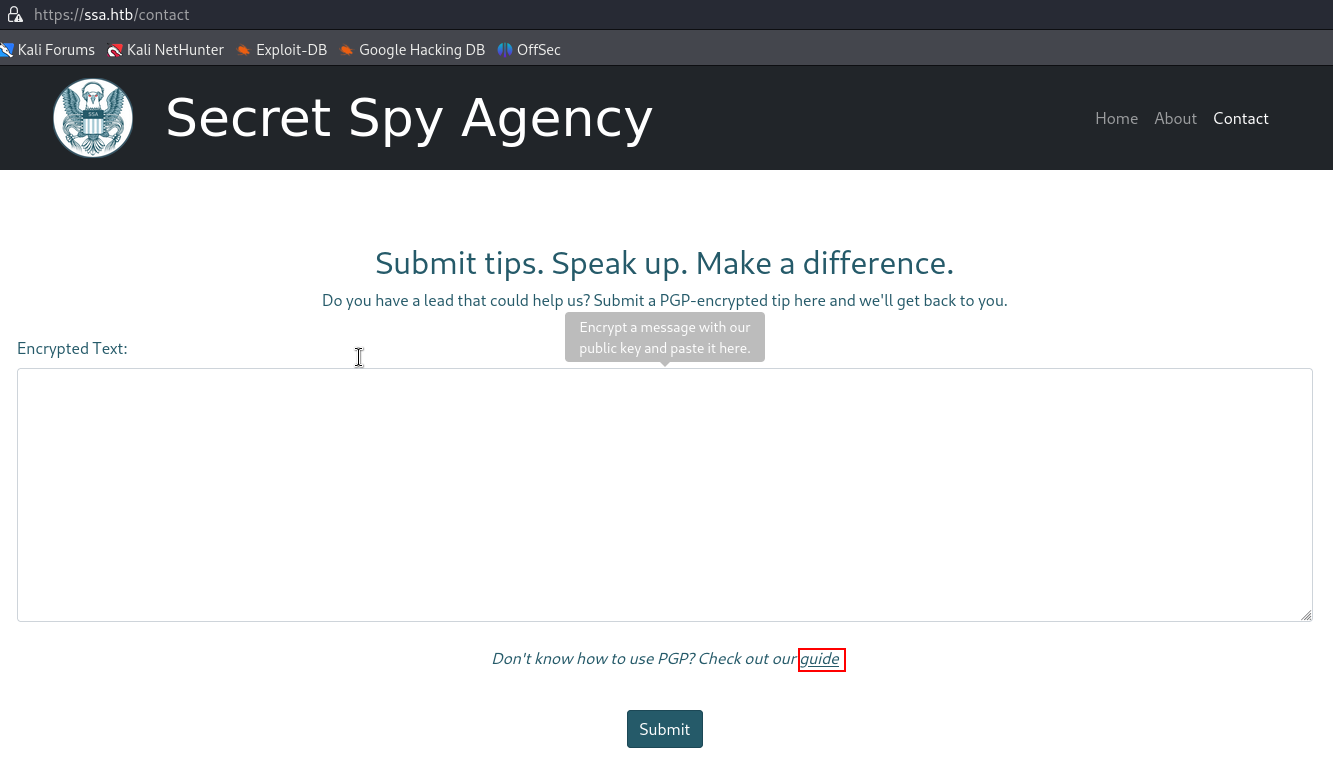 https://ssa.htb/contact
Kali Forums Kali NetHunter Exploit-DB Google Hacking DB OffSec
SSA
Secret Spy Agency
Home About Contact
Submit tips. Speak up. Make a difference.
Do you have a lead that could help us? Submit a PGP-encrypted tip here and we'll get back to you.
Encrypt a message with our
public key and paste it here.
Encrypted Text:
Don't know how to use PGP? Check out our guide
Submit